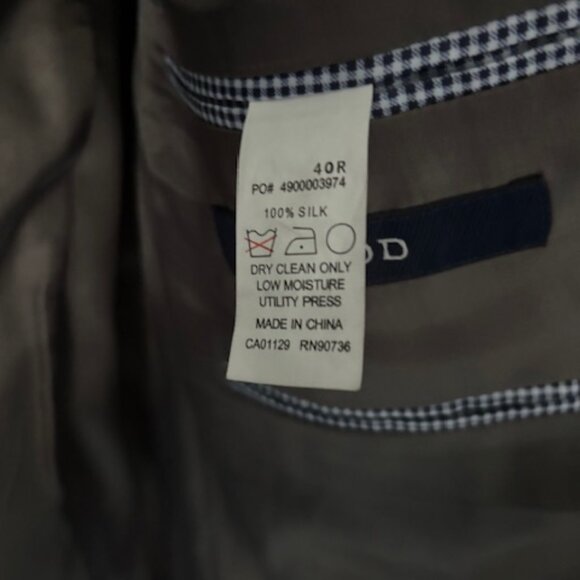 40R
PO# 4900003974
100% SILK
DRY CLEAN ONLY
LOW MOISTURE
UTILITY PRESS
MADE IN CHINA
CA01129 RN90736